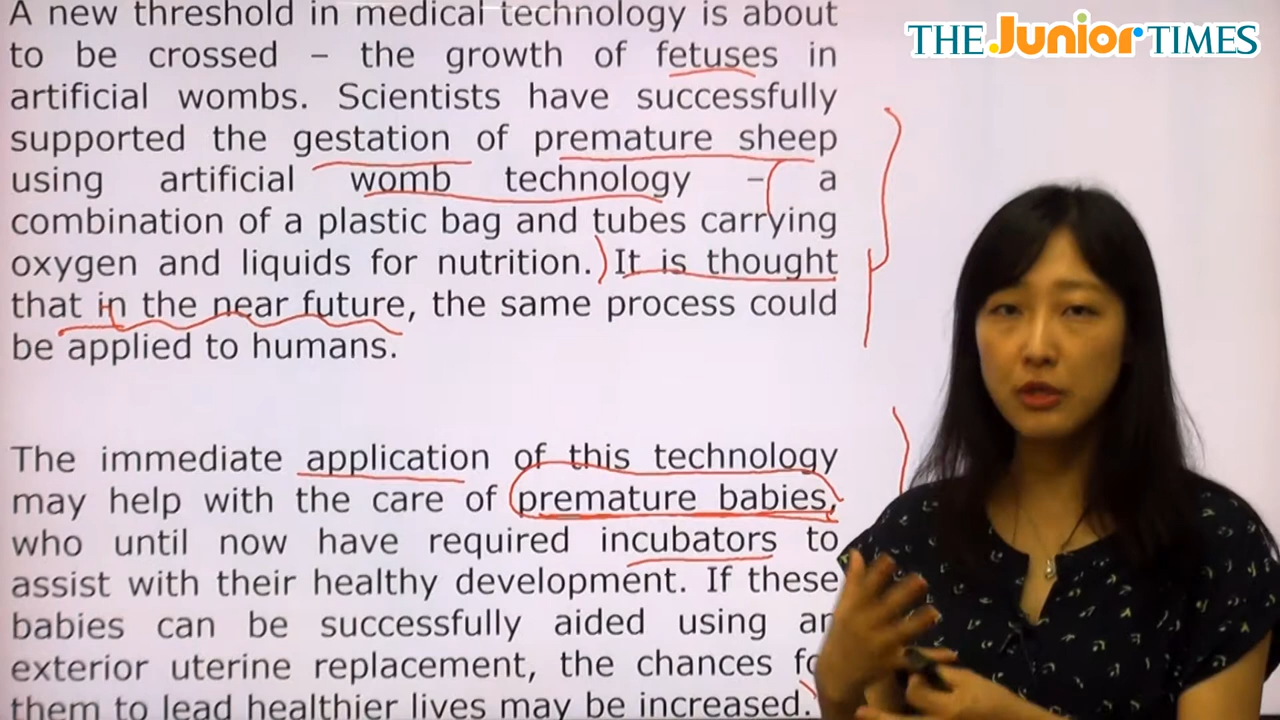 THE Junior TIMES
A new threshold in medical technology is about
to be crossed – the growth of fetuses in
artificial wombs. Scientists have successfully
supported the gestation of premature sheep
using artificial womb technology – a
combination of a plastic bag and tubes carrying
oxygen and liquids for nutrition. It is thought
that in the near future, the same process could
be applied to humans.
The immediate application of this technology
may help with the care of premature babies,
who until now have required incubators to
assist with their healthy development. If these
babies can be successfully aided using an
exterior uterine replacement, the chances for
them to lead healthier lives may be increased.